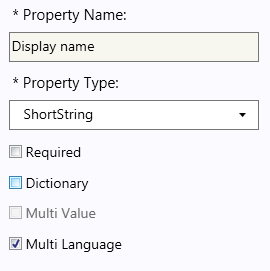 * Property Name:
Display name
* Property Type:
ShortString
Required
Dictionary
Multi Value
Multi Language